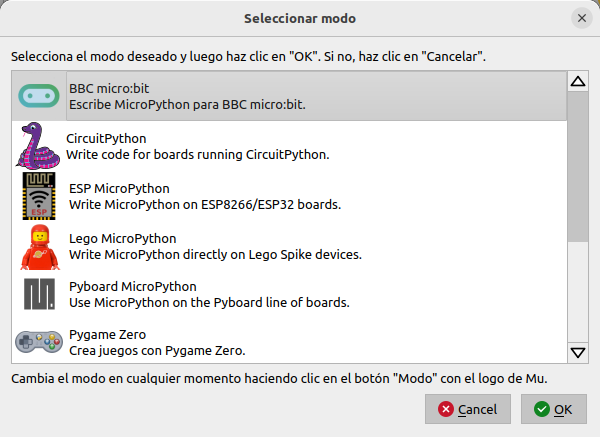 Seleccionar modo
Selecciona el modo deseado y luego haz clic en "OK". Si no, haz clic en "Cancelar".
BBC micro:bit
Escribe MicroPython para BBC micro:bit.
CircuitPython
Write code for boards running CircuitPython.
ESP MicroPython
Write MicroPython on ESP8266/ESP32 boards.
ESP
Lego MicroPython
Write MicroPython directly on Lego Spike devices.
Pyboard MicroPython
Use MicroPython on the Pyboard line of boards.
Pygame Zero
Crea juegos con Pygame Zero.
Cambia el modo en cualquier momento haciendo clic en el botón "Modo" con el logo de Mu.
Cancel
OK